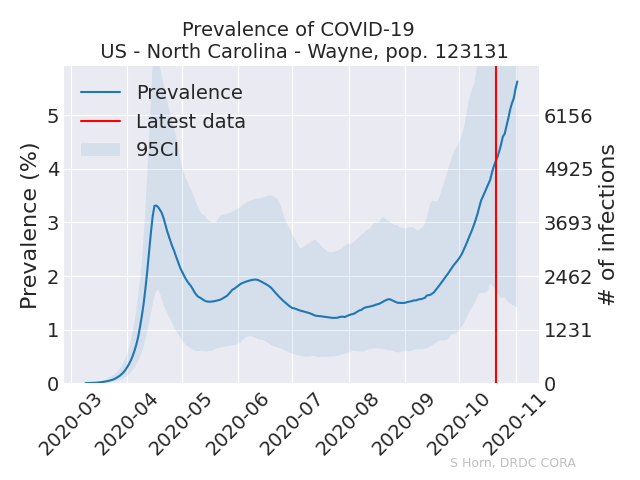 Prevalence of COVID-19
US - North Carolina - Wayne, pop. 123131
Prevalence
Latest data
95CI
Prevalence (%)
5
4
3
2
1
0
6156
4925
3693
2462
1231
0
# of infections
2020-03
2020-04
2020-05
2020-06
2020-07
2020-08
2020-09
2020-10
2020-11
S Horn, DRDC CORA